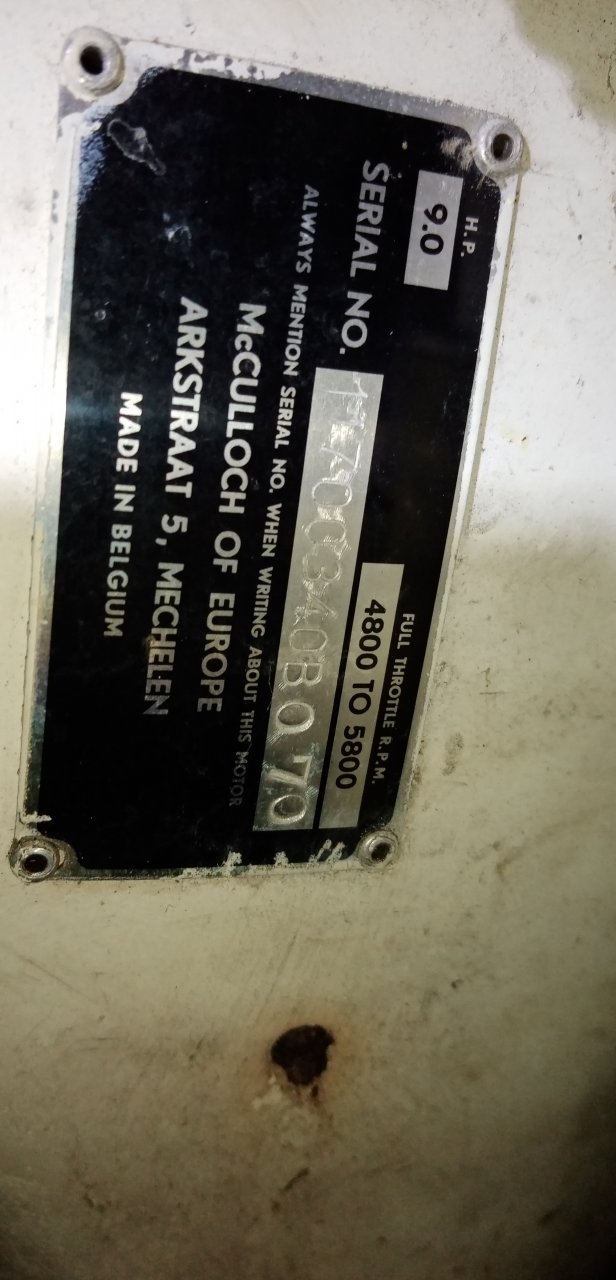 H.P. FULL THROTTLE R.P.M.
9.0 4800 TO 5800
SERIAL NO.
ALWAYS MENTION SERIAL NO. WHEN WRITING ABOUT THIS MOTOR
McCULLOCH OF EUROPE
ARKSTRAAT 5, MECHELEN
MADE IN BELGIUM